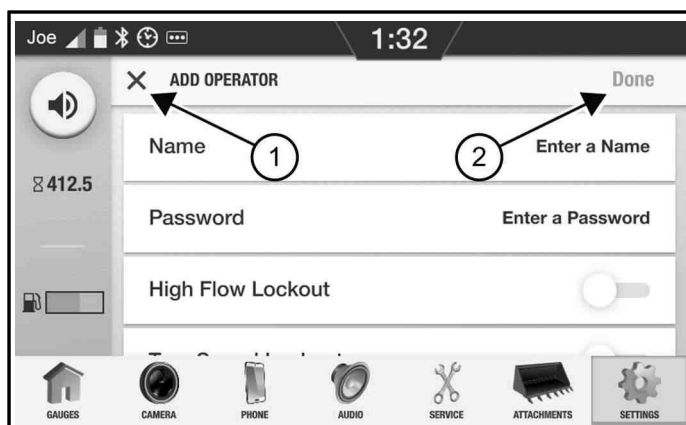 Joe 1:32
ADD OPERATOR Done
1 2
Name Enter a Name
412.5
Password Enter a Password
High Flow Lockout
GAUGES CAMERA PHONE AUDIO SERVICE ATTACHMENTS SETTINGS